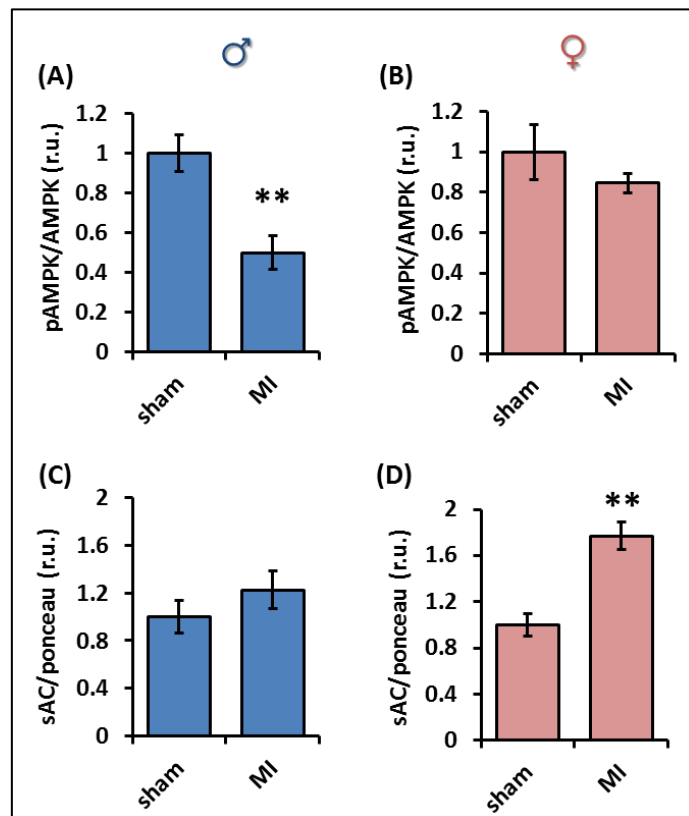 ♂ ♀
(A)
pAMPK/AMPK (r.u.)
1.2
1
0.8
0.6
0.4
0.2
0
**
sham MI
(B)
pAMPK/AMPK (r.u.)
1.2
1
0.8
0.6
0.4
0.2
0
sham MI
(C)
sAC/ponceau (r.u.)
2
1.6
1.2
0.8
0.4
0
sham MI
(D)
sAC/ponceau (r.u.)
2
1.6
1.2
0.8
0.4
0
**
sham MI